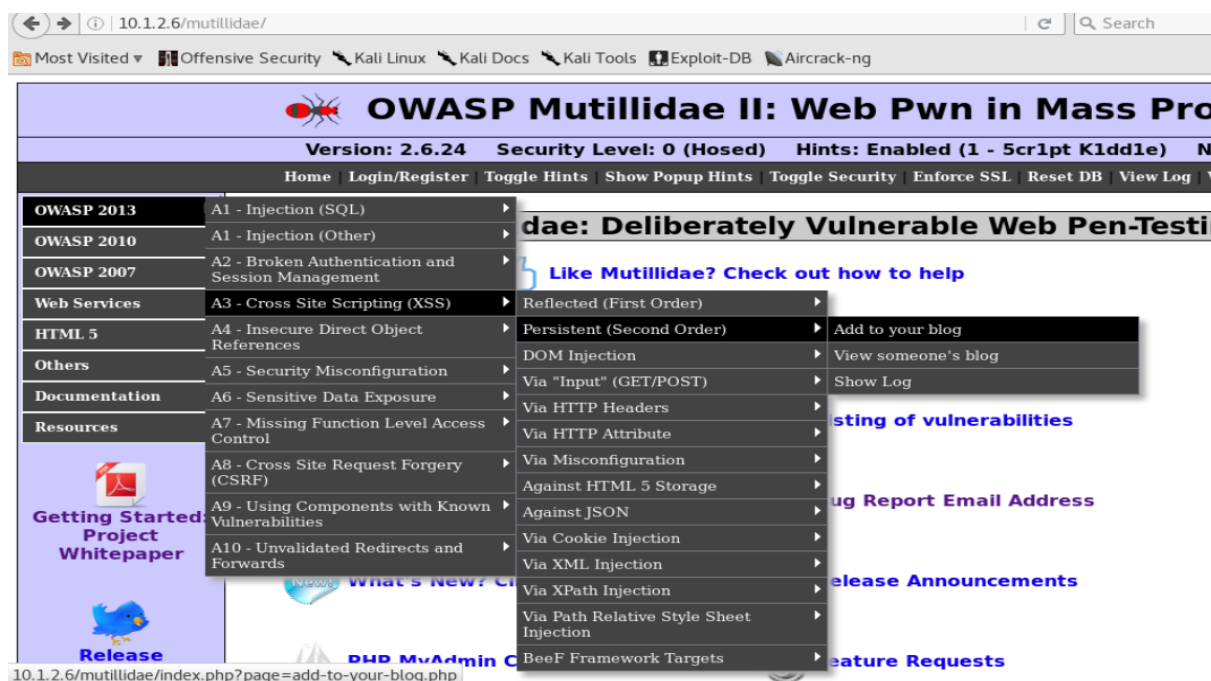 10.1.2.6/mutillidae/
Search
Most Visited
Offensive Security
Kali Linux
Kali Docs
Kali Tools
Exploit-DB
Aircrack-ng
OWASP Mutillidae II: Web Pwn in Mass Pro
Version: 2.6.24 Security Level: 0 (Hosed) Hints: Enabled (1 - 5cr1pt K1dd1e) N
Home | Login/Register | Toggle Hints | Show Popup Hints | Toggle Security | Enforce SSL | Reset DB | View Log |
OWASP 2013
OWASP 2010
OWASP 2007
Web Services
HTML 5
Others
Documentation
Resources
A1 - Injection (SQL)
A1 - Injection (Other)
A2 - Broken Authentication and
Session Management
A3 - Cross Site Scripting (XSS)
A4 - Insecure Direct Object
References
A5 - Security Misconfiguration
A6 - Sensitive Data Exposure
A7 - Missing Function Level Access
Control
A8 - Cross Site Request Forgery
(CSRF)
A9 - Using Components with Known
Vulnerabilities
A10 - Unvalidated Redirects and
Forwards
Reflected (First Order)
Persistent (Second Order)
DOM Injection
Via "Input" (GET/POST)
Via HTTP Headers
Via HTTP Attribute
Via Misconfiguration
Against HTML 5 Storage
Against JSON
Via Cookie Injection
Via XML Injection
Via XPath Injection
Via Path Relative Style Sheet
Injection
BeeF Framework Targets
Add to your blog
View someone's blog
Show Log
dae: Deliberately Vulnerable Web Pen-Testi
Like Mutillidae? Check out how to help
isting of vulnerabilities
ug Report Email Address
What's New? Cl
elease Announcements
PHP MyAdmin C
eature Requests
Getting Started:
Project
Whitepaper
Release
10.1.2.6/mutillidae/index.php?page=add-to-your-blog.php